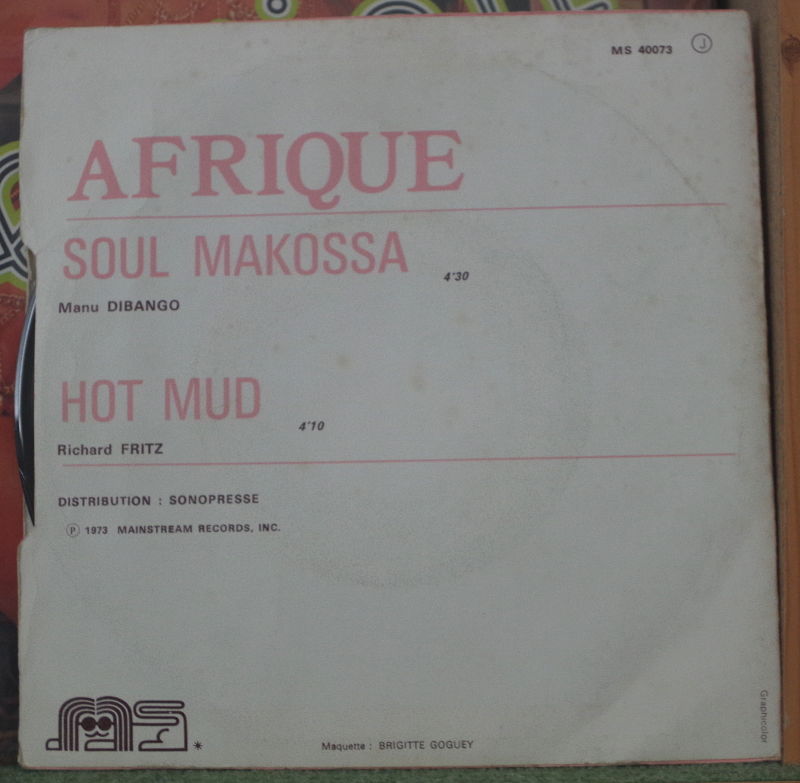 MS 40073 Ⓙ
AFRIQUE
SOUL MAKOSSA 4'30
Manu DIBANGO
HOT MUD 4'10
Richard FRITZ
DISTRIBUTION : SONOPRESSE
Ⓟ 1973 MAINSTREAM RECORDS, INC.
Graphicolor
ms *
Maquette : BRIGITTE GOGUEY